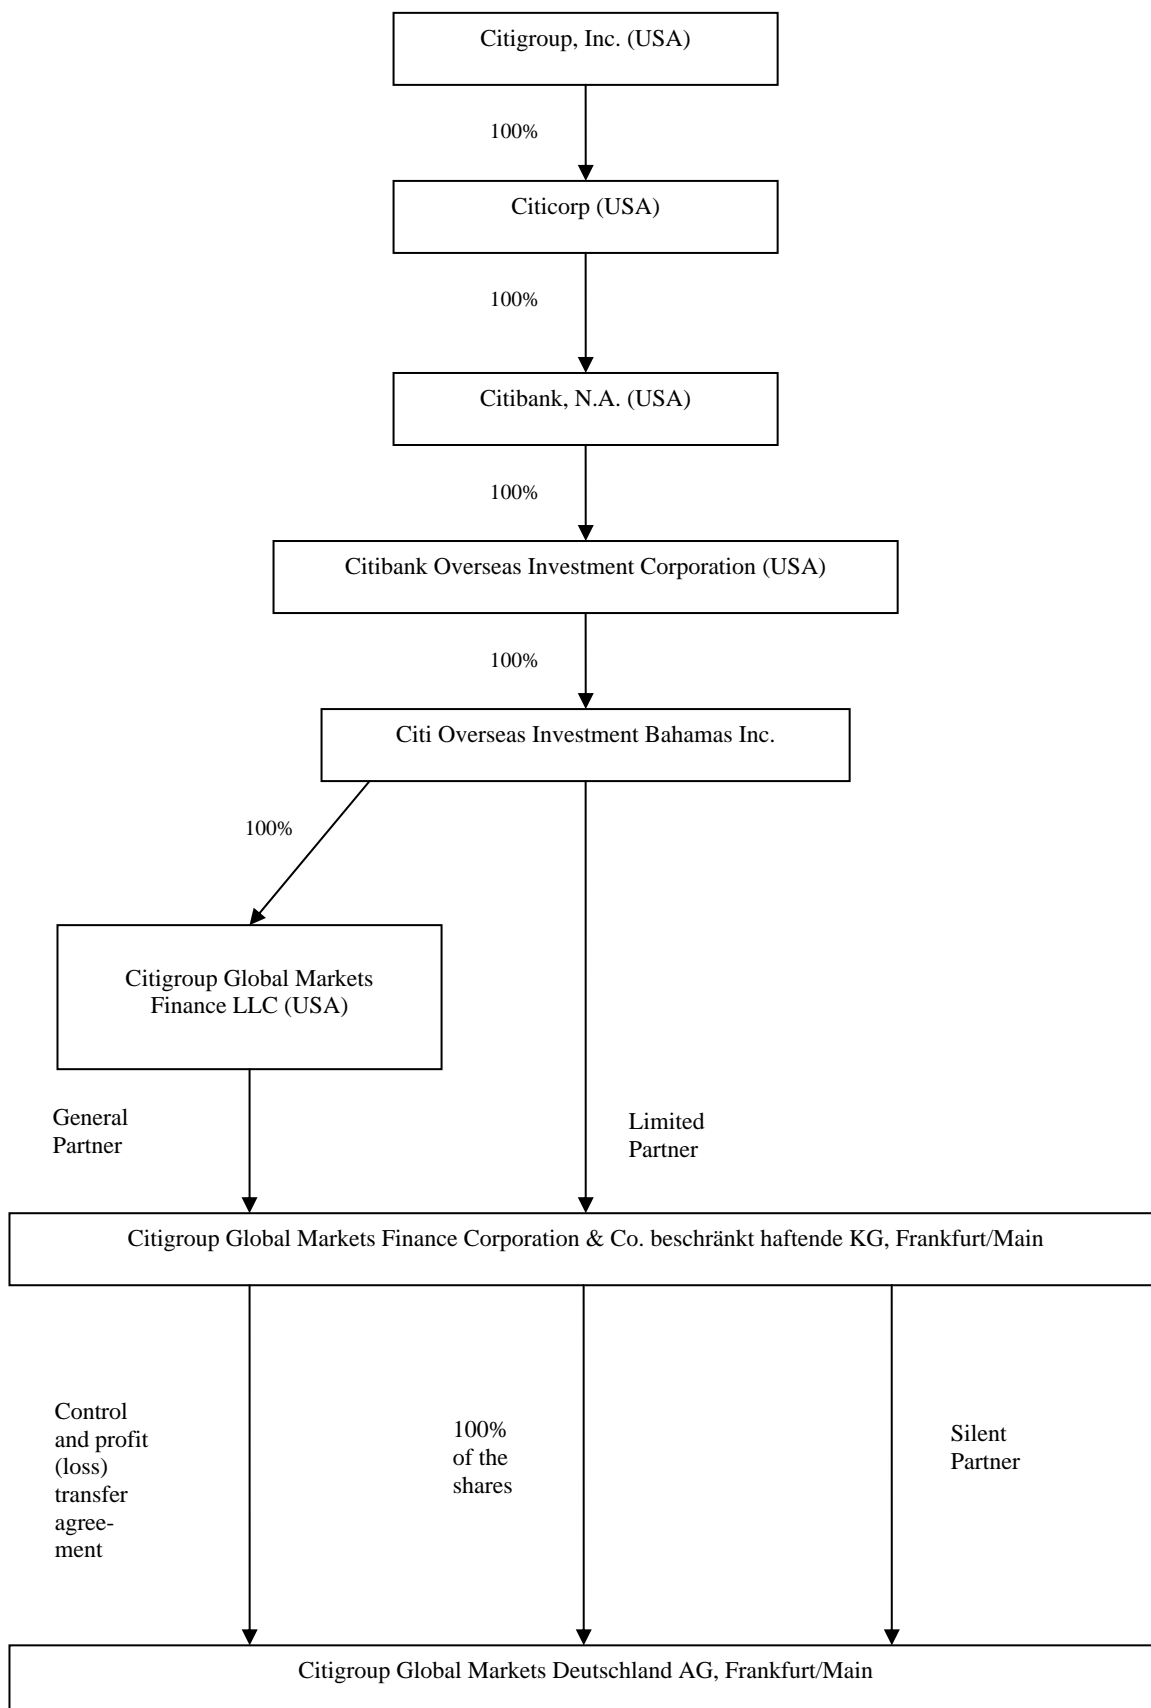 Citigroup, Inc. (USA)
100%
Citicorp (USA)
100%
Citibank, N.A. (USA)
100%
Citibank Overseas Investment Corporation (USA)
100%
Citi Overseas Investment Bahamas Inc.
100%
Citigroup Global Markets
Finance LLC (USA)
General
Partner
Limited
Partner
Citigroup Global Markets Finance Corporation & Co. beschränkt haftende KG, Frankfurt/Main
Control
and profit
(loss)
transfer
agree-
ment
100%
of the
shares
Silent
Partner
Citigroup Global Markets Deutschland AG, Frankfurt/Main